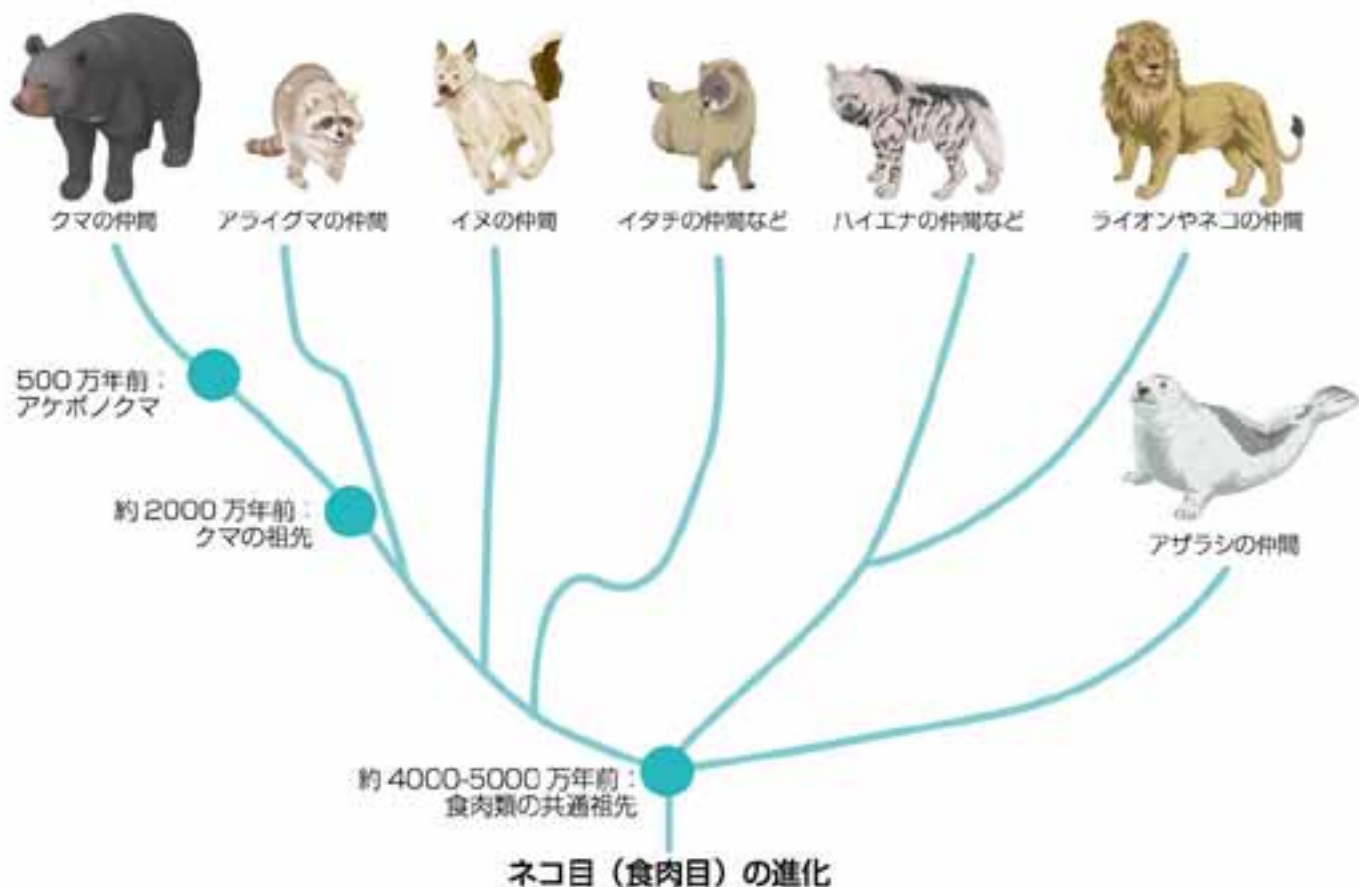 クマの仲間
アライグマの仲間
イヌの仲間
イタチの仲間など
ハイエナの仲間など
ライオンやネコの仲間
500万年前：
アケボノクマ
約2000万年前：
クマの祖先
アザラシの仲間
約4000-5000万年前：
食肉類の共通祖先
ネコ目（食肉目）の進化